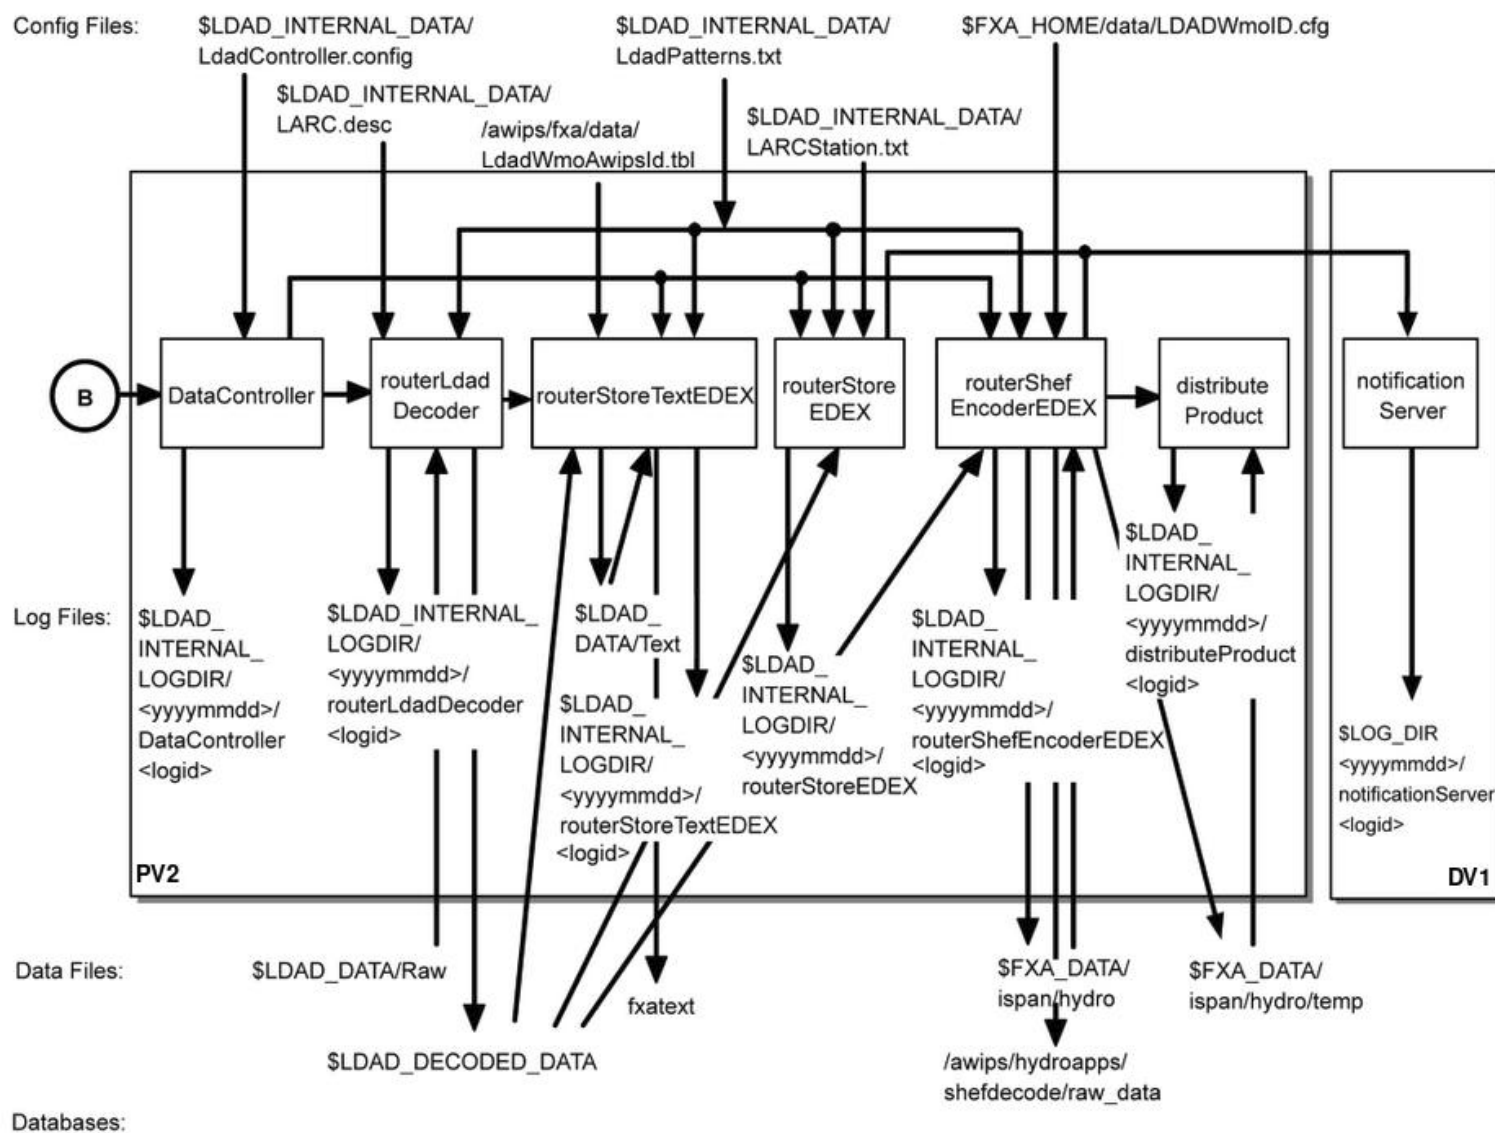 Config Files:
$LDAD_INTERNAL_DATA/
LdadController.config
$LDAD_INTERNAL_DATA/
LdadPatterns.txt
$FXA_HOME/data/LDADWmoID.cfg
$LDAD_INTERNAL_DATA/
LARC.desc
/awips/fxa/data/
LdadWmoAwipsId.tbl
$LDAD_INTERNAL_DATA/
LARCStation.txt
B
DataController
routerLdad
Decoder
routerStoreTextEDEX
routerStore
EDEX
routerShef
EncoderEDEX
distribute
Product
notification
Server
Log Files:
$LDAD_
INTERNAL_
LOGDIR/
<yyyymmdd>/
DataController
<logid>
$LDAD_INTERNAL_
LOGDIR/
<yyyymmdd>/
routerLdadDecoder
<logid>
$LDAD_
DATA/Text
$LDAD_
INTERNAL_
LOGDIR/
<yyyymmdd>/
routerStoreTextEDEX
<logid>
$LDAD_
INTERNAL_
LOGDIR/
<yyyymmdd>/
routerStoreEDEX
$LDAD_
INTERNAL_
LOGDIR/
<yyyymmdd>/
routerShefEncoderEDEX
<logid>
$LDAD_
INTERNAL_
LOGDIR/
<yyyymmdd>/
distributeProduct
<logid>
$LOG_DIR
<yyyymmdd>/
notificationServer
<logid>
PV2
DV1
Data Files:
$LDAD_DATA/Raw
$LDAD_DECODED_DATA
fxatext
$FXA_DATA/
ispan/hydro
$FXA_DATA/
ispan/hydro/temp
/awips/hydroapps/
shefdecode/raw_data
Databases: